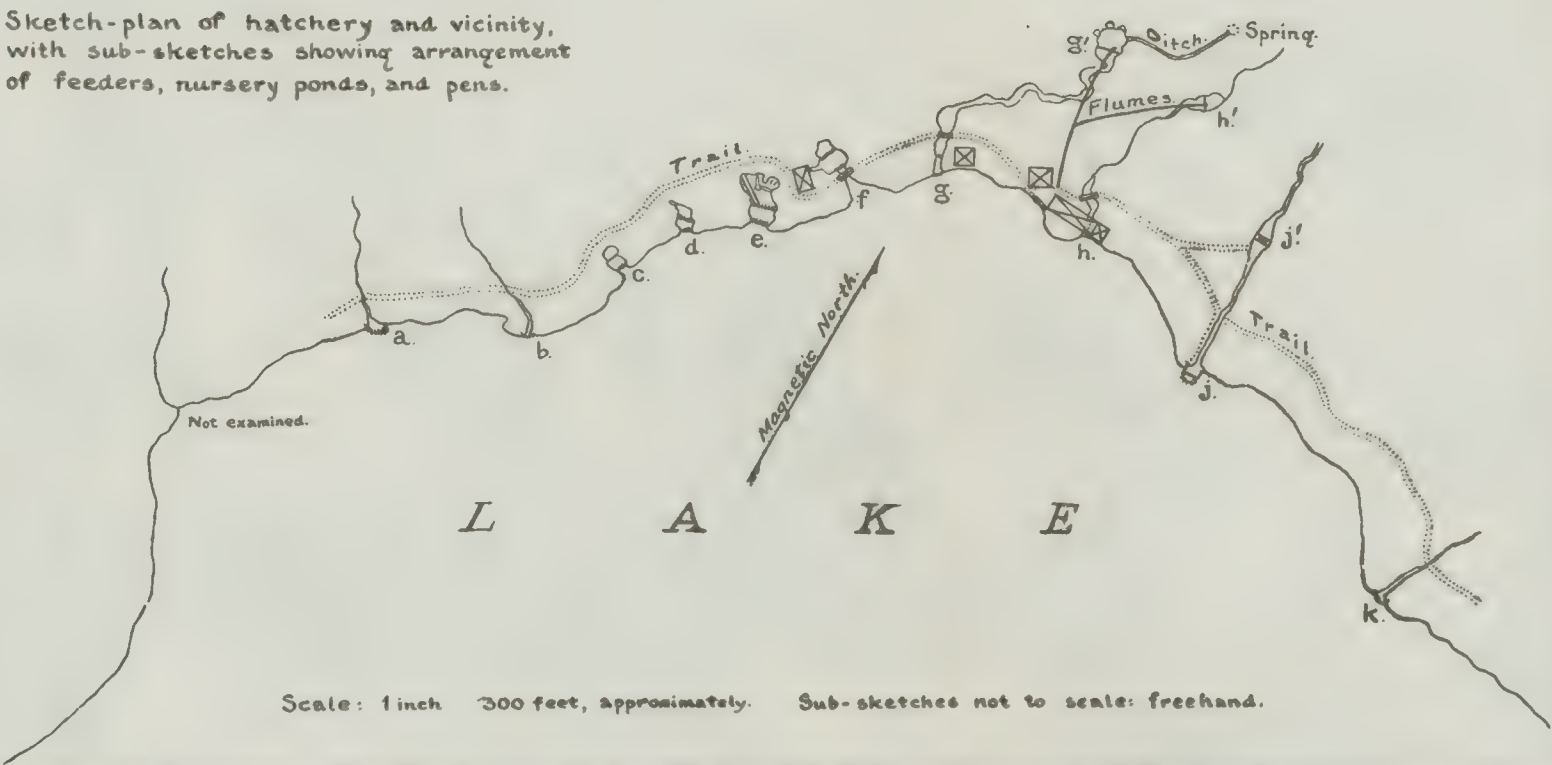 Sketch-plan of hatchery and vicinity,
with sub-sketches showing arrangement
of feeders, nursery ponds, and pens.
g'.
Ditch.
Spring.
Flumes.
h'.
Trail.
f
g.
j'.
d.
e.
h.
c.
Magnetic North.
Trail
a.
b.
j.
Not examined.
L A K E
k.
Scale: 1 inch 300 feet, approximately. Sub-sketches not to scale: freehand.